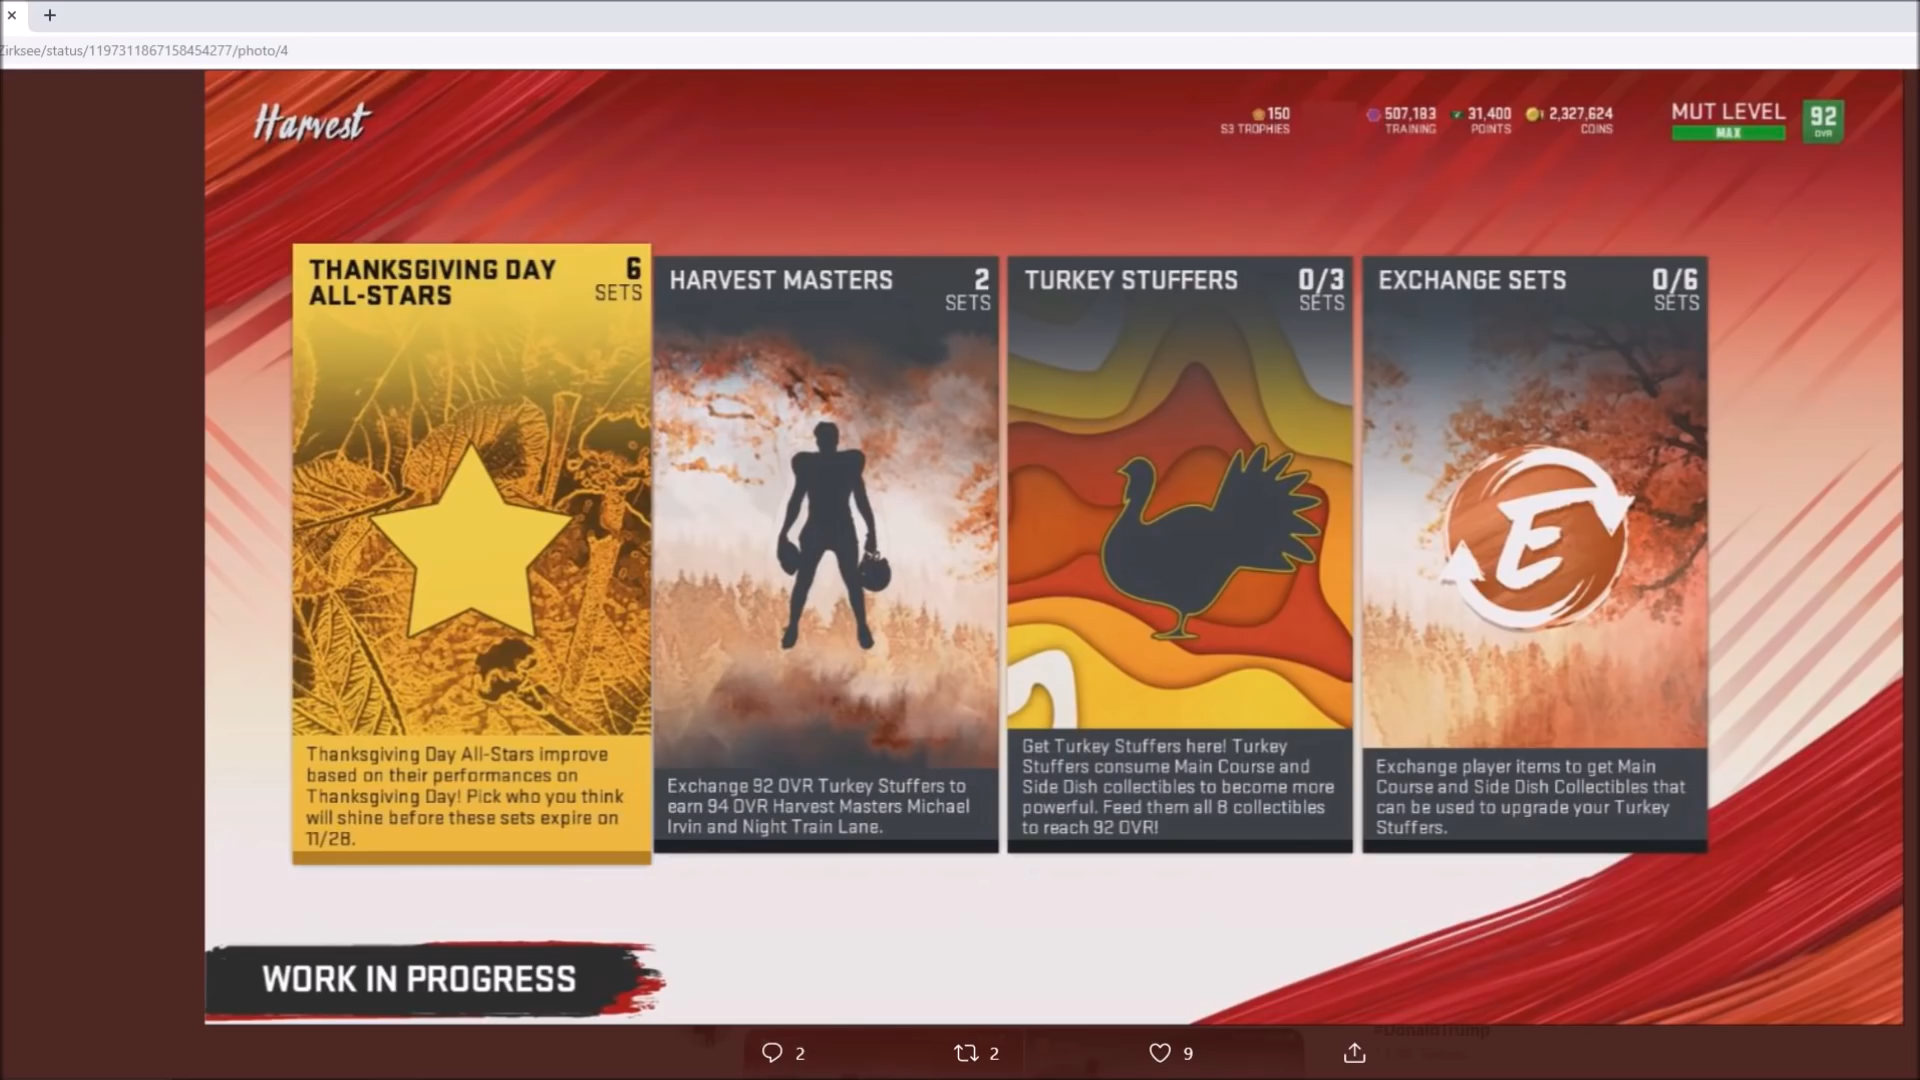 Zirksee/status/1197311867158454277/photo/4
Harvest
150
S3 TROPHIES
507,183
TRAINING
31,400
POINTS
2,327,624
COINS
MUT LEVEL
MAX
92
OVR
THANKSGIVING DAY
ALL-STARS
6
SETS
Thanksgiving Day All-Stars improve
based on their performances on
Thanksgiving Day! Pick who you think
will shine before these sets expire on
11/28.
HARVEST MASTERS
2
SETS
Exchange 92 OVR Turkey Stuffers to
earn 94 OVR Harvest Masters Michael
Irvin and Night Train Lane.
TURKEY STUFFERS
0/3
SETS
Get Turkey Stuffers here! Turkey
Stuffers consume Main Course and
Side Dish collectibles to become more
powerful. Feed them all 8 collectibles
to reach 92 OVR!
EXCHANGE SETS
0/6
SETS
E
Exchange player items to get Main
Course and Side Dish Collectibles that
can be used to upgrade your Turkey
Stuffers.
WORK IN PROGRESS
#DonaldTrump
2
2
9